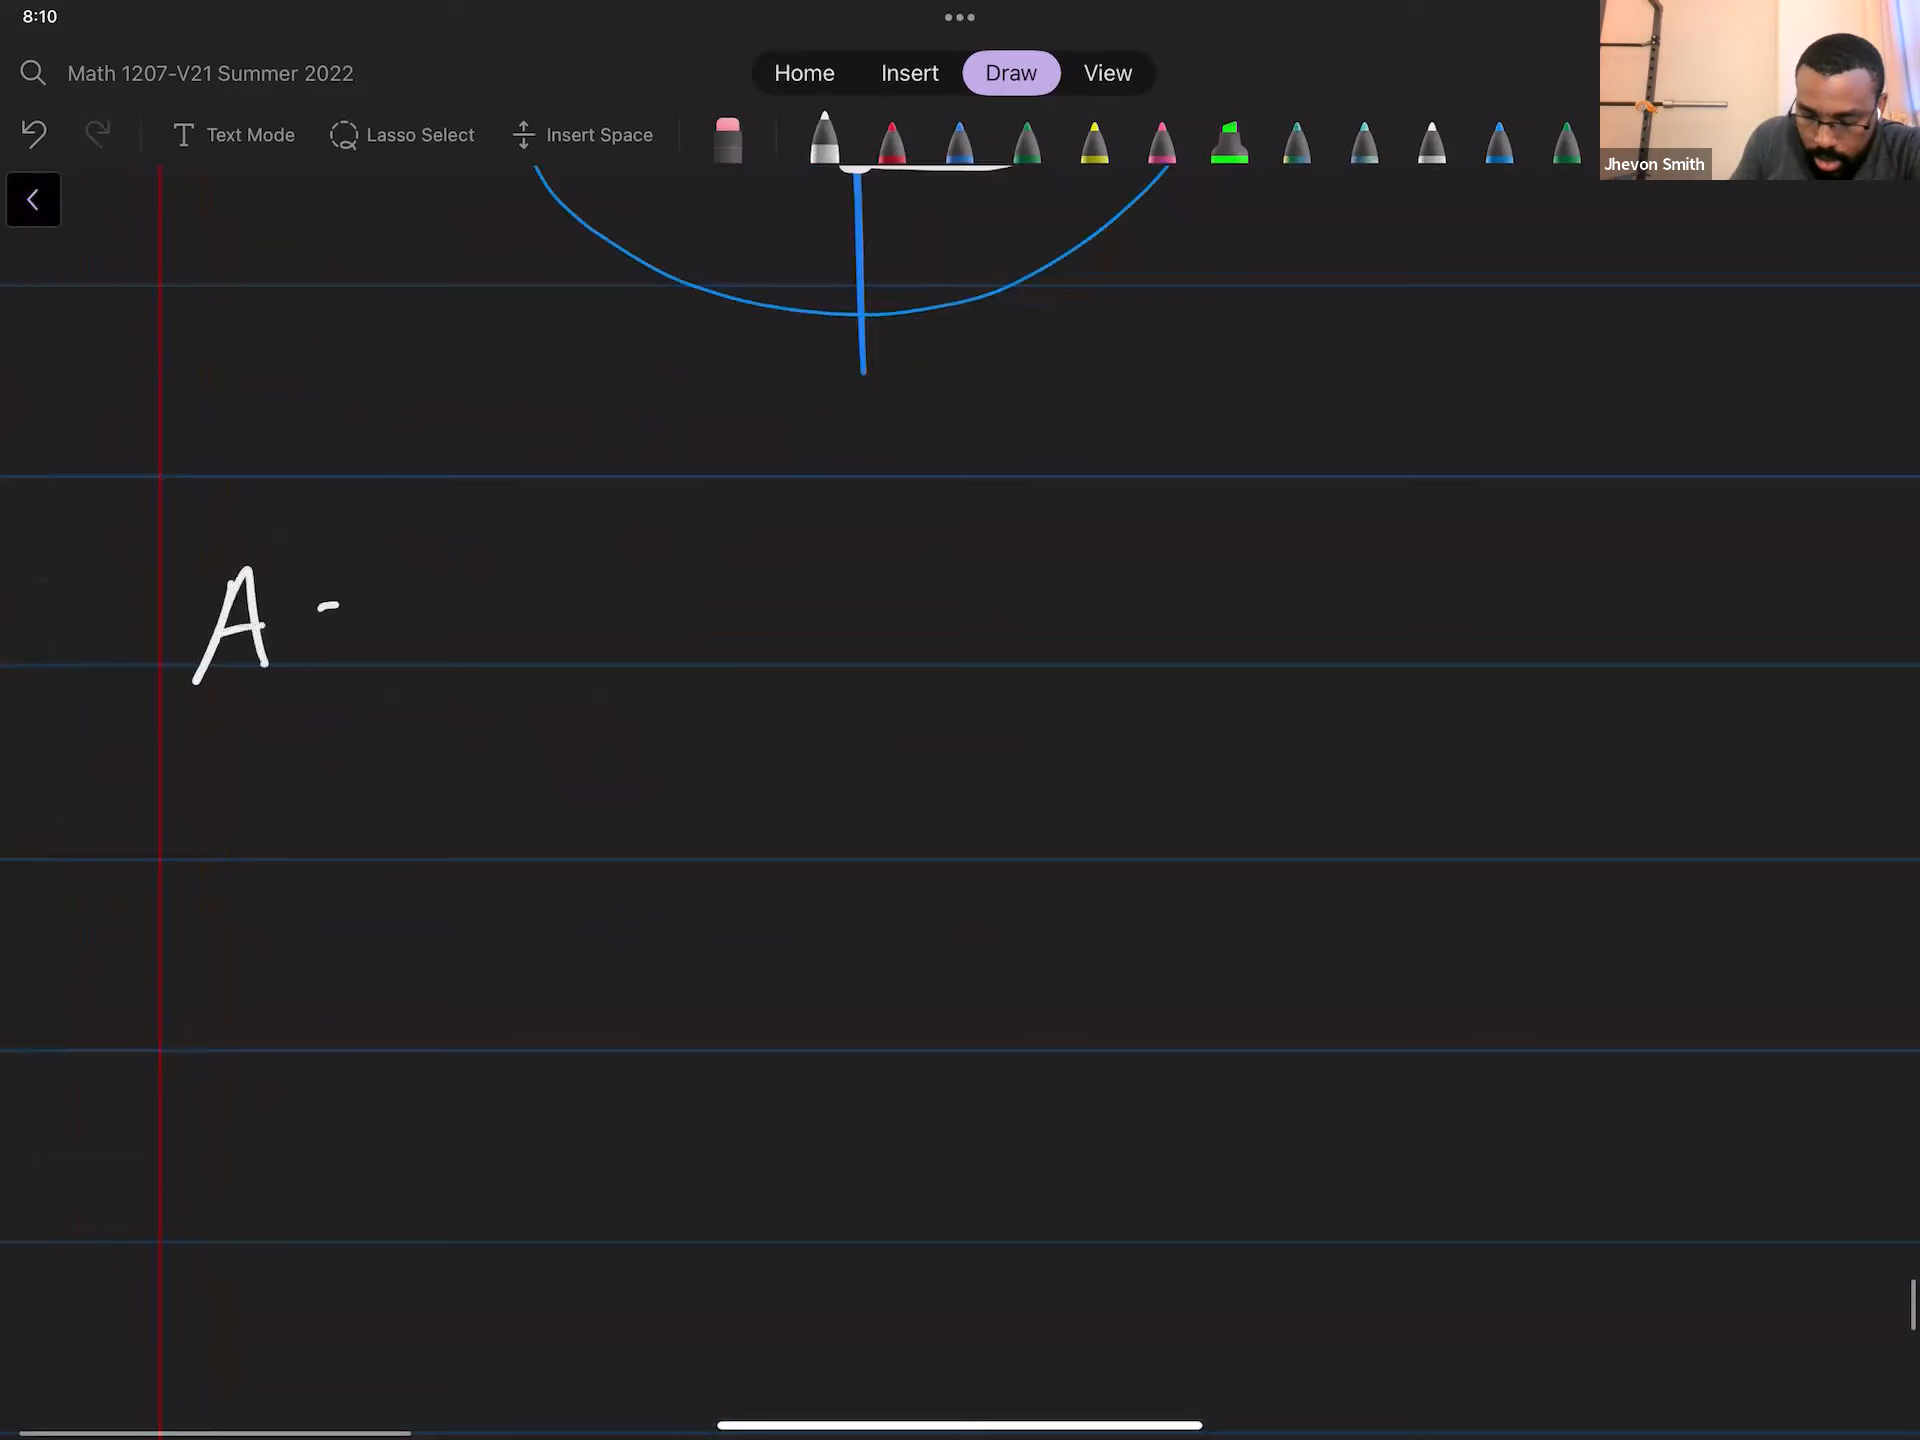 8:10
Math 1207-V21 Summer 2022
Home Insert Draw View
Text Mode Lasso Select Insert Space
Jhevon Smith
A -